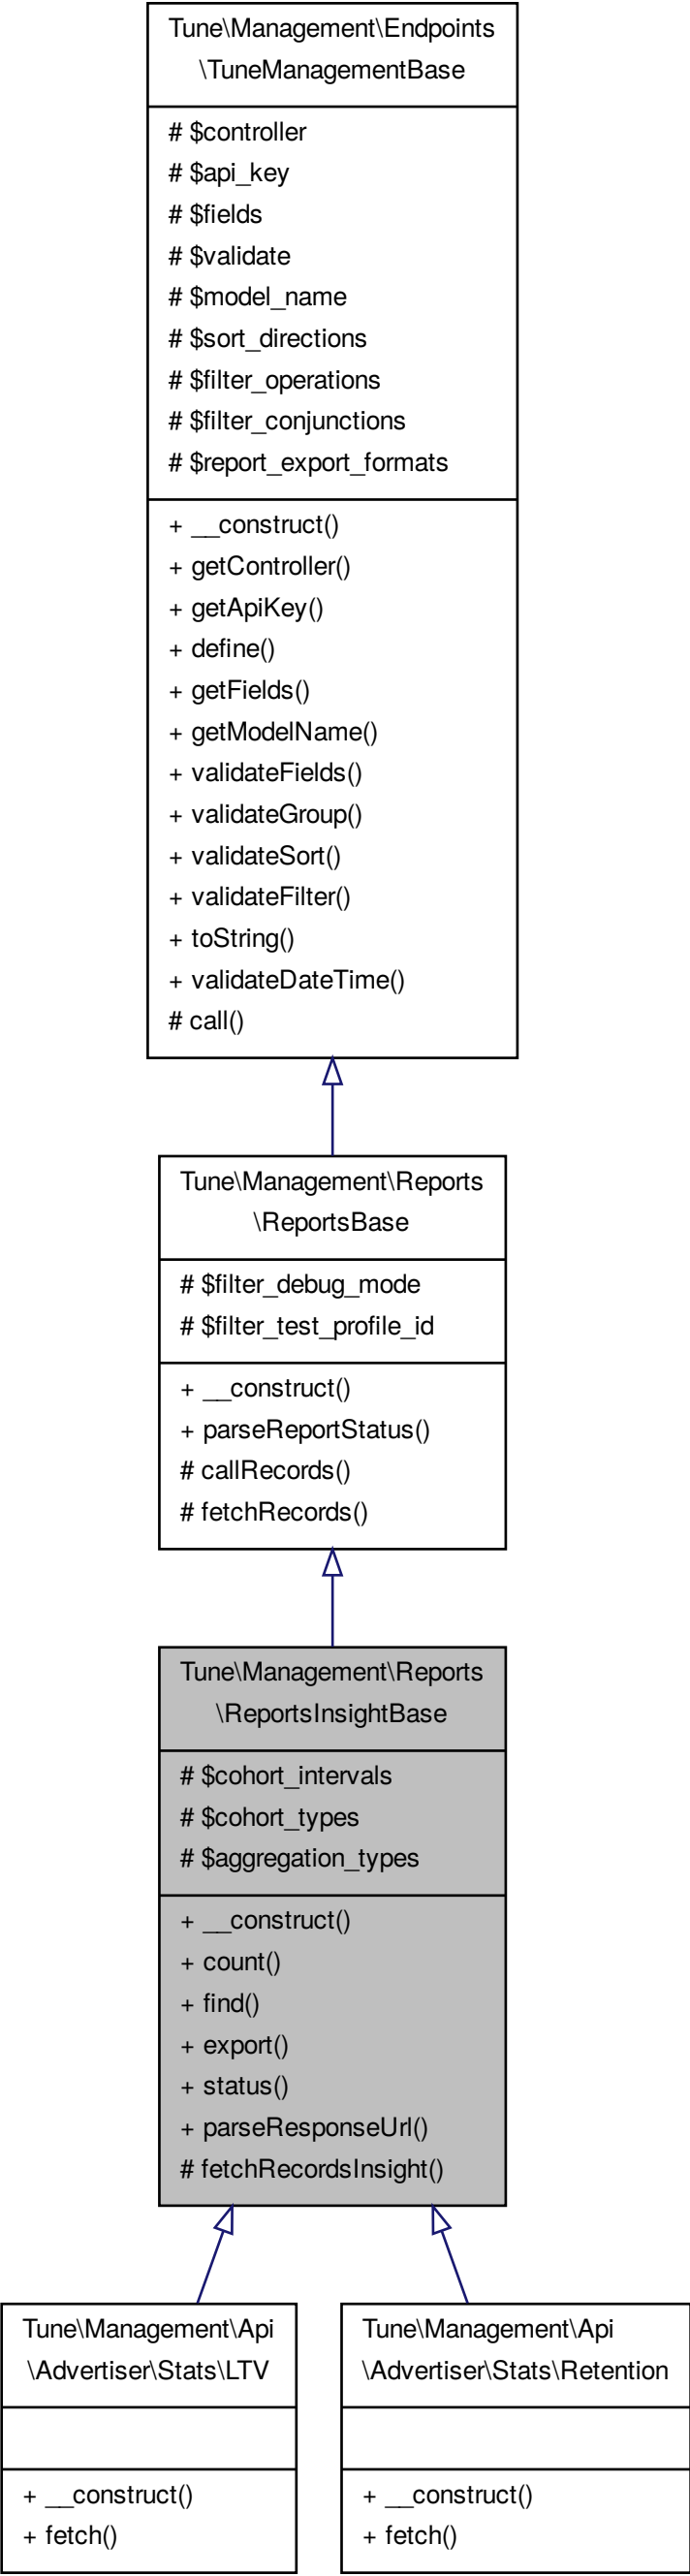 Tune\Management\Endpoints
\TuneManagementBase
# $controller
# $api_key
# $fields
# $validate
# $model_name
# $sort_directions
# $filter_operations
# $filter_conjunctions
# $report_export_formats
+ __construct()
+ getController()
+ getApiKey()
+ define()
+ getFields()
+ getModelName()
+ validateFields()
+ validateGroup()
+ validateSort()
+ validateFilter()
+ toString()
+ validateDateTime()
# call()
Tune\Management\Reports
\ReportsBase
# $filter_debug_mode
# $filter_test_profile_id
+ __construct()
+ parseReportStatus()
# callRecords()
# fetchRecords()
Tune\Management\Reports
\ReportsInsightBase
# $cohort_intervals
# $cohort_types
# $aggregation_types
+ __construct()
+ count()
+ find()
+ export()
+ status()
+ parseResponseUrl()
# fetchRecordsInsight()
Tune\Management\Api
\Advertiser\Stats\LTV
+ __construct()
+ fetch()
Tune\Management\Api
\Advertiser\Stats\Retention
+ __construct()
+ fetch()